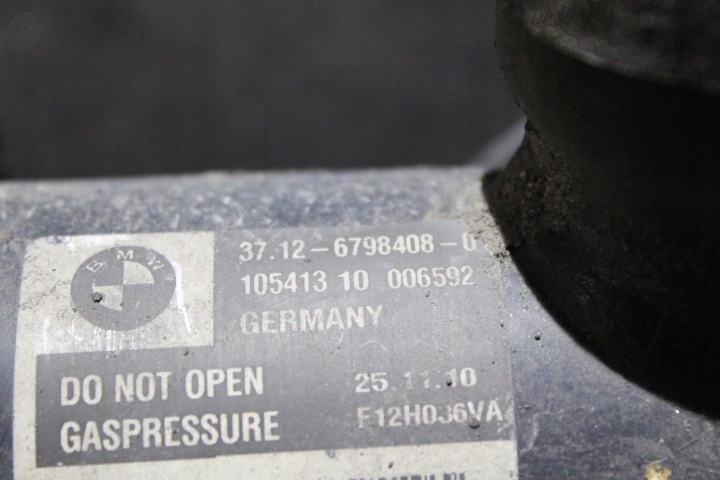 BMW
37.12-6798408-0
105413 10 006592
GERMANY
DO NOT OPEN 25.11.10
GASPRESSURE F12H036VA